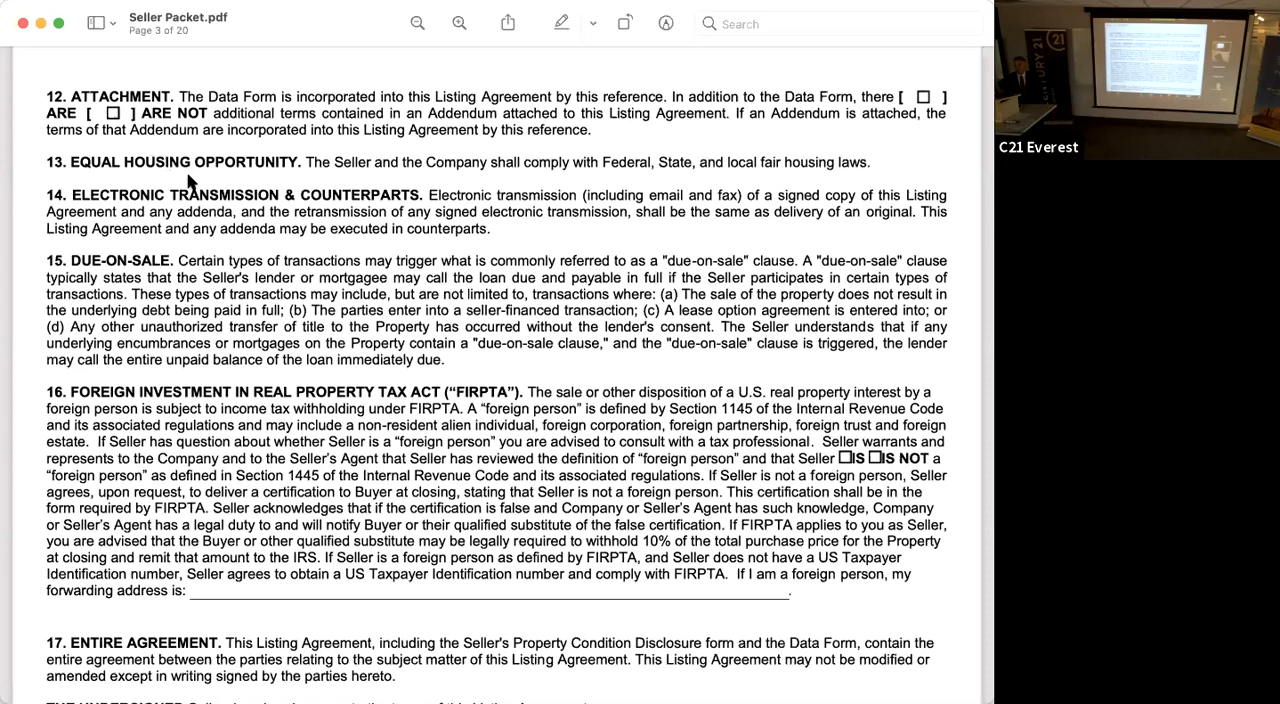 Seller Packet.pdf
Page 3 of 20
Search
12. ATTACHMENT. The Data Form is incorporated into this Listing Agreement by this reference. In addition to the Data Form, there [ ☐ ]
ARE [ ☐ ] ARE NOT additional terms contained in an Addendum attached to this Listing Agreement. If an Addendum is attached, the
terms of that Addendum are incorporated into this Listing Agreement by this reference.
13. EQUAL HOUSING OPPORTUNITY. The Seller and the Company shall comply with Federal, State, and local fair housing laws.
14. ELECTRONIC TRANSMISSION & COUNTERPARTS. Electronic transmission (including email and fax) of a signed copy of this Listing
Agreement and any addenda, and the retransmission of any signed electronic transmission, shall be the same as delivery of an original. This
Listing Agreement and any addenda may be executed in counterparts.
15. DUE-ON-SALE. Certain types of transactions may trigger what is commonly referred to as a "due-on-sale" clause. A "due-on-sale" clause
typically states that the Seller's lender or mortgagee may call the loan due and payable in full if the Seller participates in certain types of
transactions. These types of transactions may include, but are not limited to, transactions where: (a) The sale of the property does not result in
the underlying debt being paid in full; (b) The parties enter into a seller-financed transaction; (c) A lease option agreement is entered into; or
(d) Any other unauthorized transfer of title to the Property has occurred without the lender's consent. The Seller understands that if any
underlying encumbrances or mortgages on the Property contain a "due-on-sale clause," and the "due-on-sale" clause is triggered, the lender
may call the entire unpaid balance of the loan immediately due.
16. FOREIGN INVESTMENT IN REAL PROPERTY TAX ACT (“FIRPTA”). The sale or other disposition of a U.S. real property interest by a
foreign person is subject to income tax withholding under FIRPTA. A “foreign person” is defined by Section 1145 of the Internal Revenue Code
and its associated regulations and may include a non-resident alien individual, foreign corporation, foreign partnership, foreign trust and foreign
estate. If Seller has question about whether Seller is a “foreign person” you are advised to consult with a tax professional. Seller warrants and
represents to the Company and to the Seller’s Agent that Seller has reviewed the definition of “foreign person” and that Seller ☐IS ☐IS NOT a
“foreign person” as defined in Section 1445 of the Internal Revenue Code and its associated regulations. If Seller is not a foreign person, Seller
agrees, upon request, to deliver a certification to Buyer at closing, stating that Seller is not a foreign person. This certification shall be in the
form required by FIRPTA. Seller acknowledges that if the certification is false and Company or Seller’s Agent has such knowledge, Company
or Seller’s Agent has a legal duty to and will notify Buyer or their qualified substitute of the false certification. If FIRPTA applies to you as Seller,
you are advised that the Buyer or other qualified substitute may be legally required to withhold 10% of the total purchase price for the Property
at closing and remit that amount to the IRS. If Seller is a foreign person as defined by FIRPTA, and Seller does not have a US Taxpayer
Identification number, Seller agrees to obtain a US Taxpayer Identification number and comply with FIRPTA. If I am a foreign person, my
forwarding address is: ______________________________.
17. ENTIRE AGREEMENT. This Listing Agreement, including the Seller's Property Condition Disclosure form and the Data Form, contain the
entire agreement between the parties relating to the subject matter of this Listing Agreement. This Listing Agreement may not be modified or
amended except in writing signed by the parties hereto.
C21 Everest